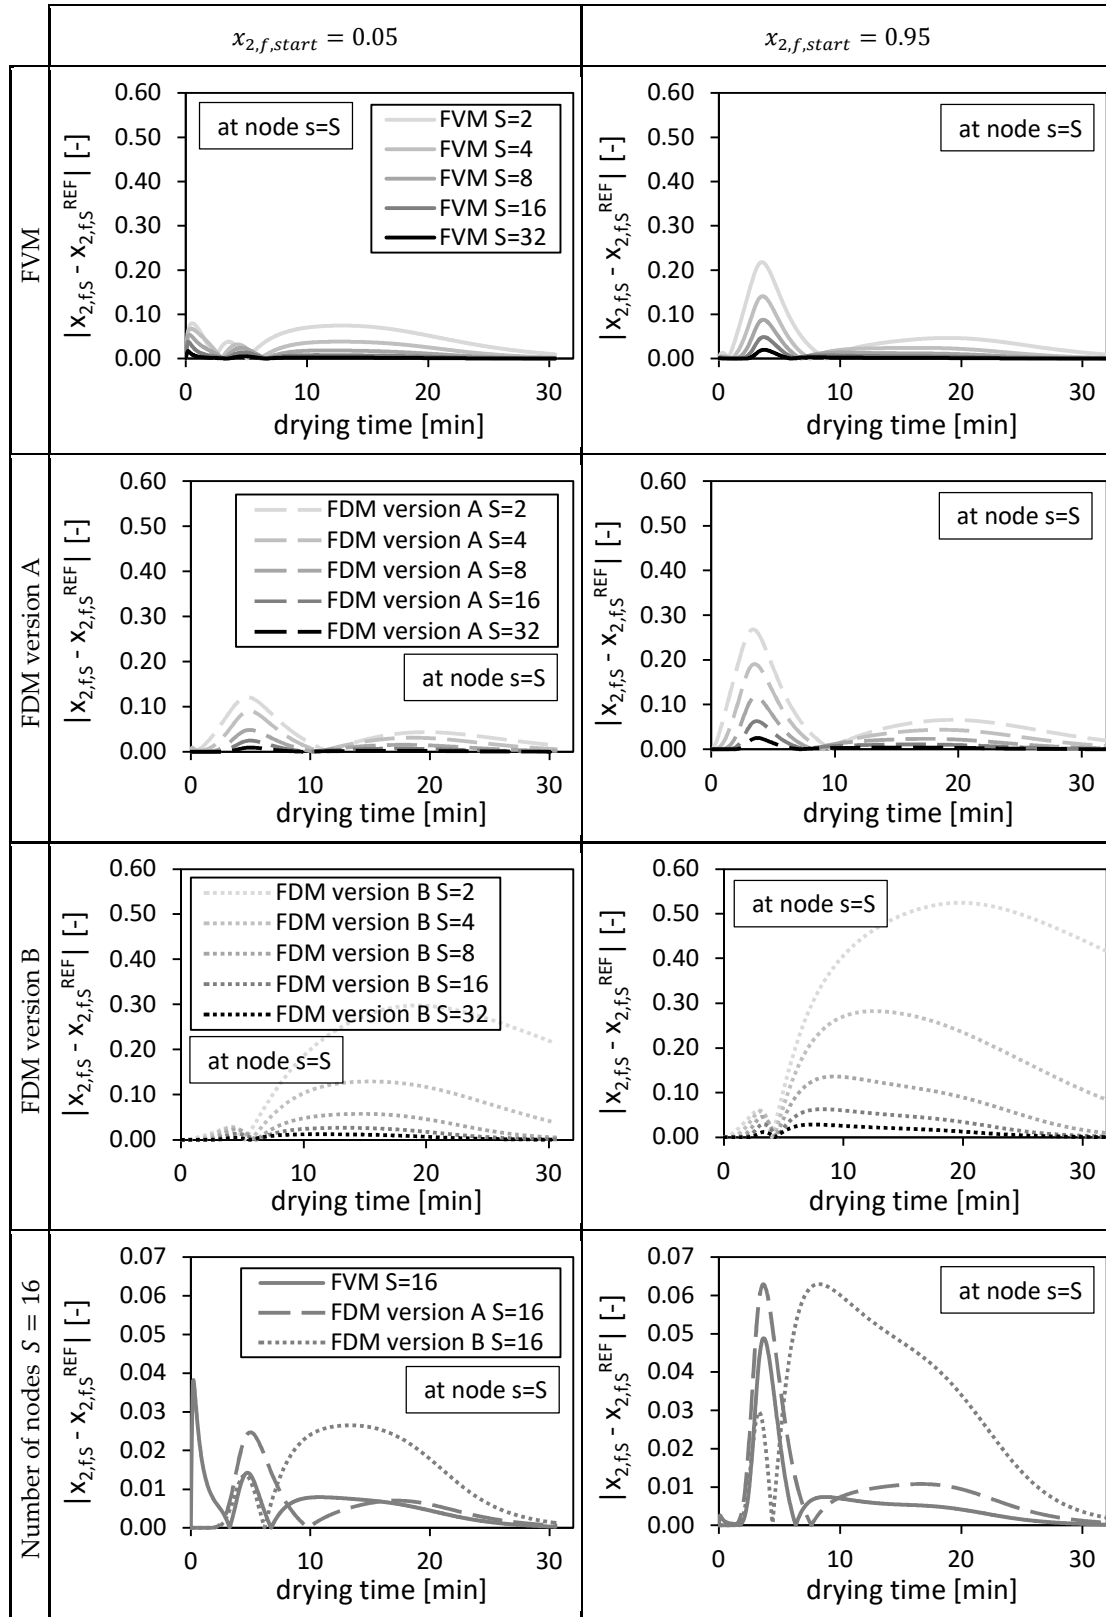 x2,f,start = 0.05
x2,f,start = 0.95
FVM
|x2,f,S - x2,f,S^REF| [-]
0.60
0.50
0.40
0.30
0.20
0.10
0.00
at node s=S
FVM S=2
FVM S=4
FVM S=8
FVM S=16
FVM S=32
0 10 20 30
drying time [min]
|x2,f,S - x2,f,S^REF| [-]
0.60
0.50
0.40
0.30
0.20
0.10
0.00
at node s=S
0 10 20 30
drying time [min]
FDM version A
|x2,f,S - x2,f,S^REF| [-]
0.60
0.50
0.40
0.30
0.20
0.10
0.00
FDM version A S=2
FDM version A S=4
FDM version A S=8
FDM version A S=16
FDM version A S=32
at node s=S
0 10 20 30
drying time [min]
|x2,f,S - x2,f,S^REF| [-]
0.60
0.50
0.40
0.30
0.20
0.10
0.00
at node s=S
0 10 20 30
drying time [min]
FDM version B
|x2,f,S - x2,f,S^REF| [-]
0.60
0.50
0.40
0.30
0.20
0.10
0.00
FDM version B S=2
FDM version B S=4
FDM version B S=8
FDM version B S=16
FDM version B S=32
at node s=S
0 10 20 30
drying time [min]
|x2,f,S - x2,f,S^REF| [-]
0.60
0.50
0.40
0.30
0.20
0.10
0.00
at node s=S
0 10 20 30
drying time [min]
Number of nodes S = 16
|x2,f,S - x2,f,S^REF| [-]
0.07
0.06
0.05
0.04
0.03
0.02
0.01
0.00
FVM S=16
FDM version A S=16
FDM version B S=16
at node s=S
0 10 20 30
drying time [min]
|x2,f,S - x2,f,S^REF| [-]
0.07
0.06
0.05
0.04
0.03
0.02
0.01
0.00
at node s=S
0 10 20 30
drying time [min]